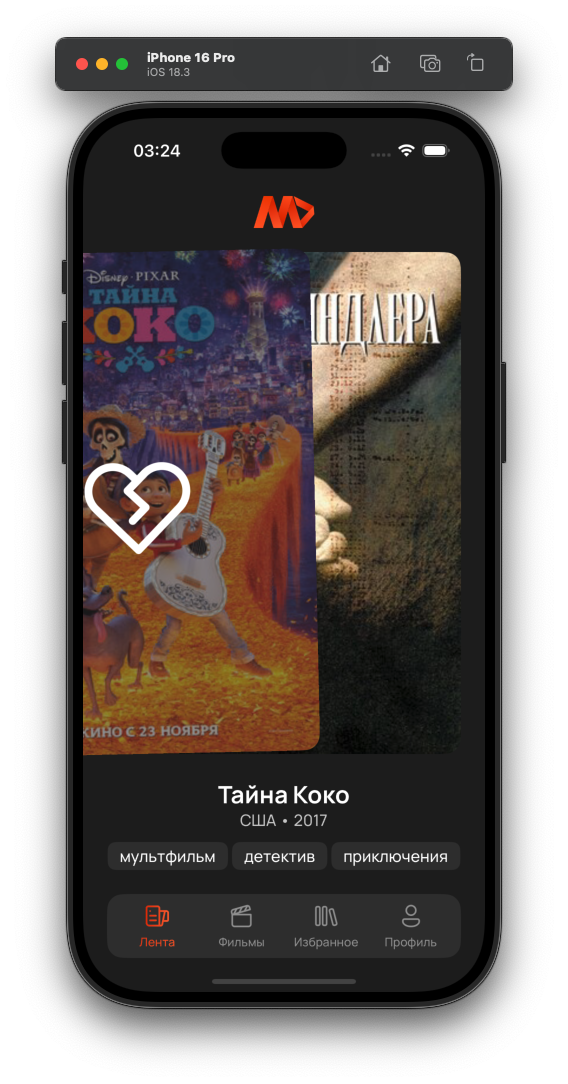 iPhone 16 Pro
iOS 18.3
03:24
Disney · PIXAR
ТАЙНА
КОКО
НДЛЕРА
КИНО С 23 НОЯБРЯ
Тайна Коко
США • 2017
мультфильм детектив приключения
Лента Фильмы Избранное Профиль